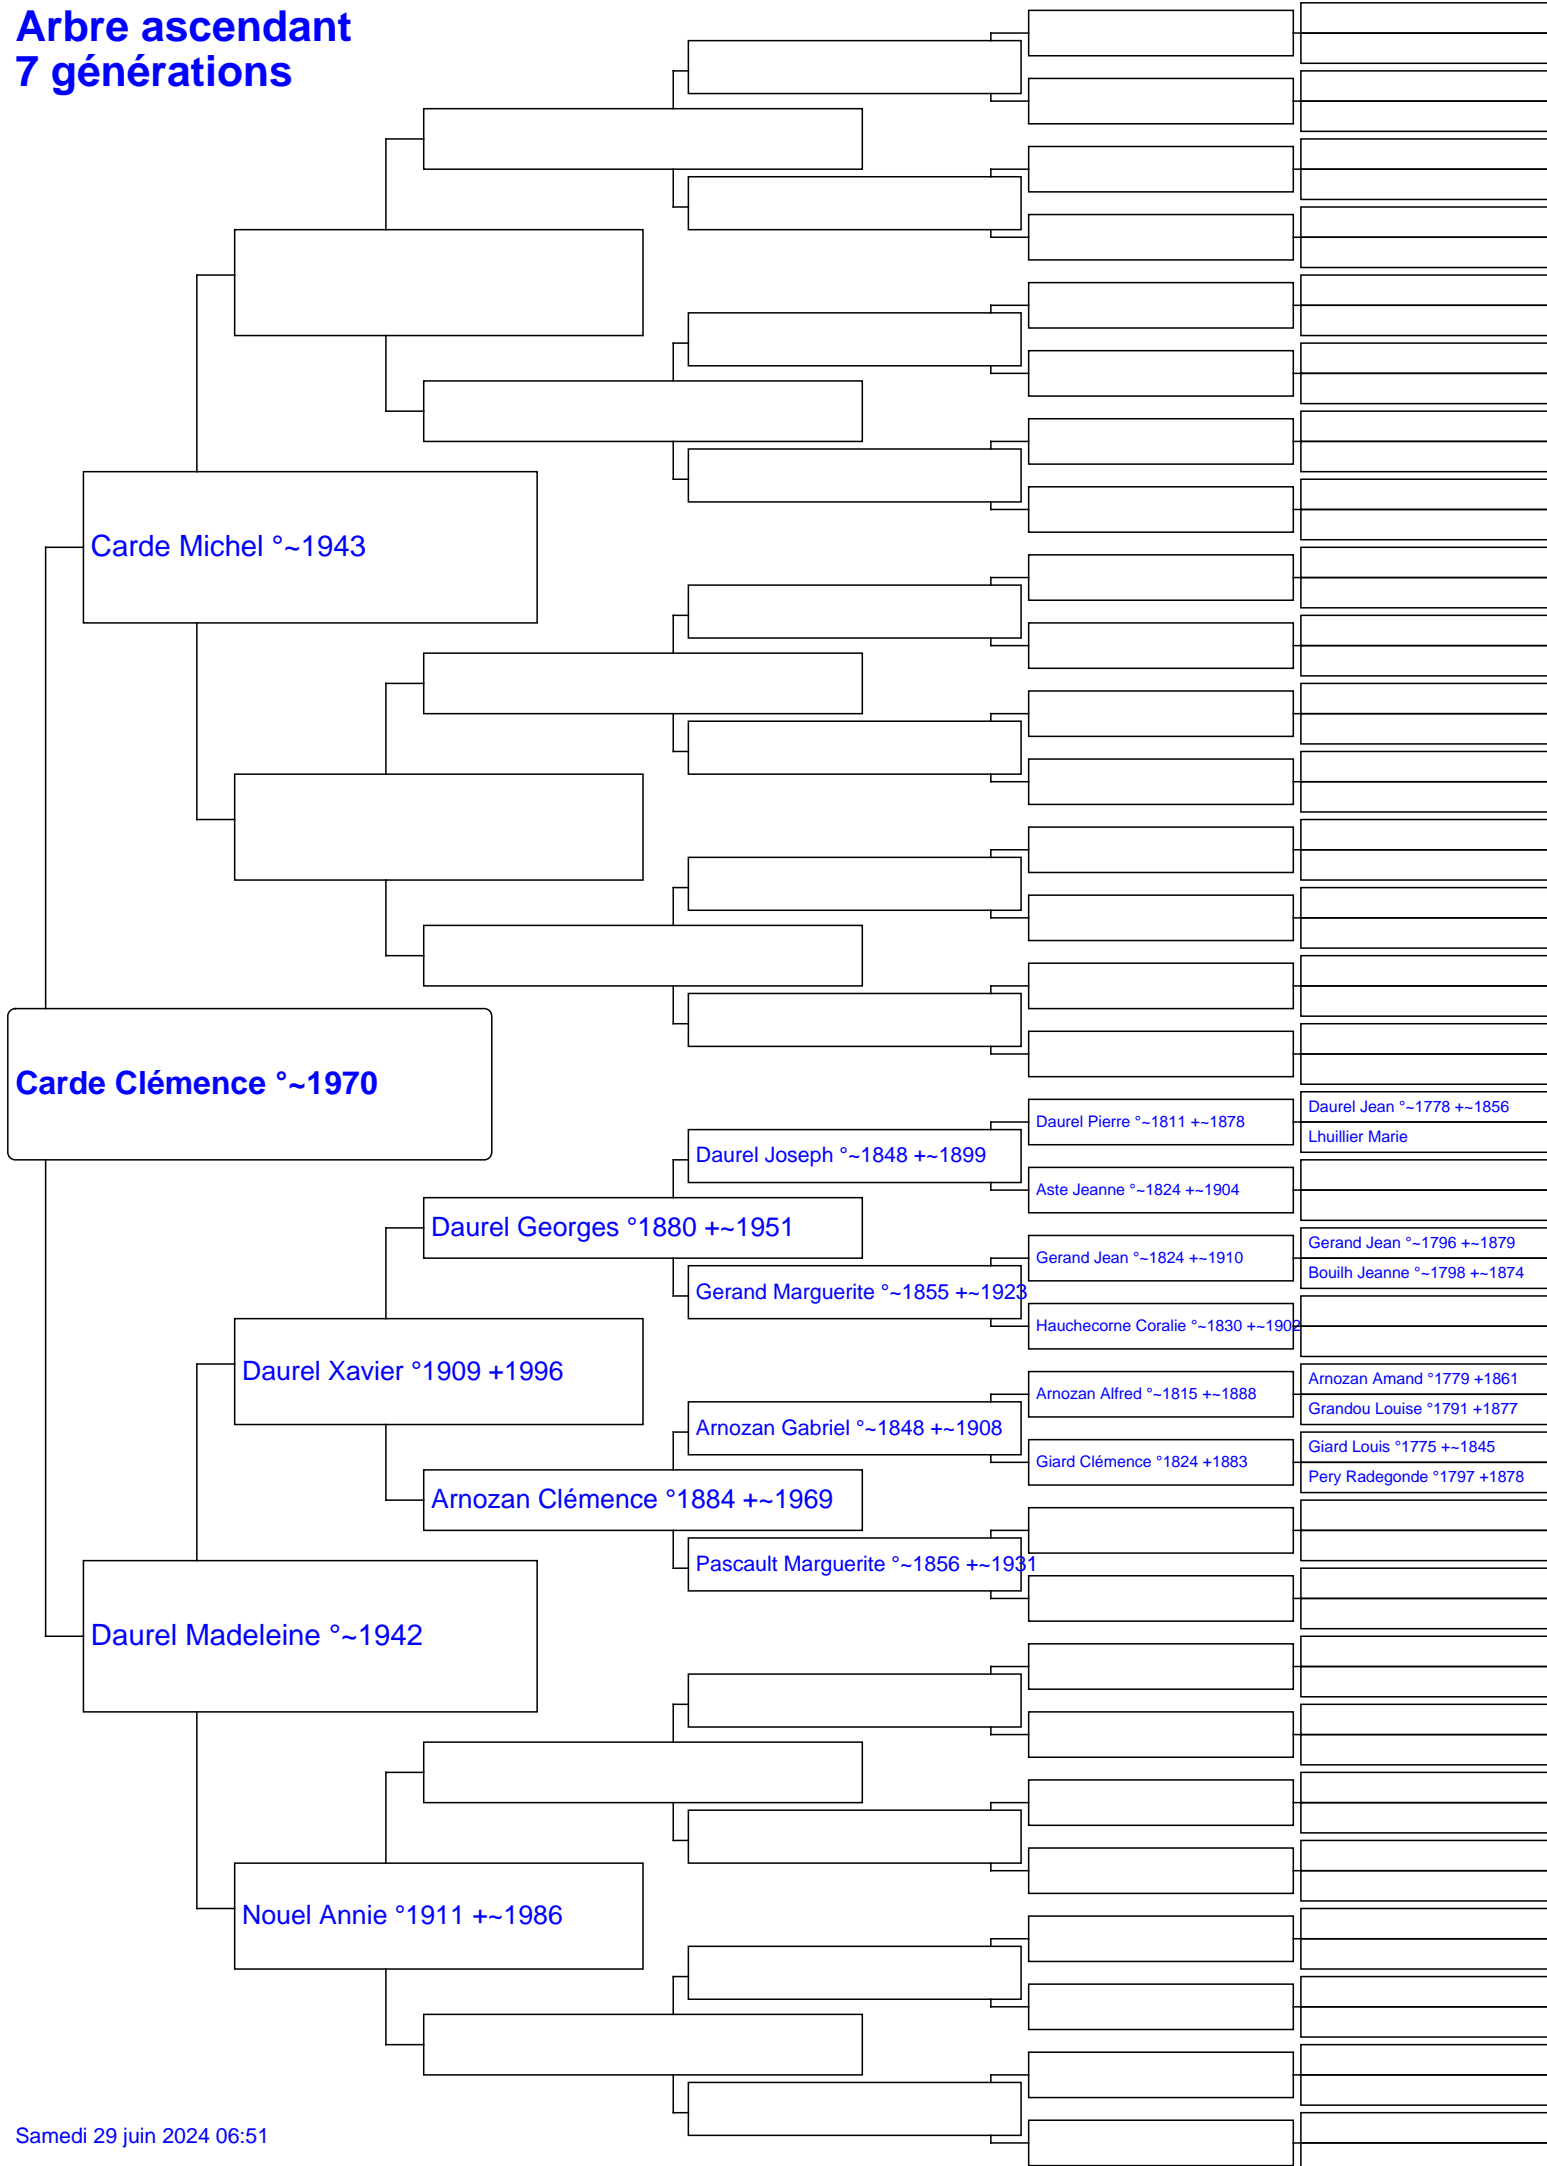 Arbre ascendant
7 générations
Carde Michel °~1943
Carde Clémence °~1970
Daurel Jean °~1778 +~1856
Daurel Pierre °~1811 +~1878
Lhuillier Marie
Daurel Joseph °~1848 +~1899
Aste Jeanne °~1824 +~1904
Daurel Georges °1880 +~1951
Gerand Jean °~1796 +~1879
Gerand Jean °~1824 +~1910
Bouilh Jeanne °~1798 +~1874
Gerand Marguerite °~1855 +~1923
Hauchecorne Coralie °~1830 +~1902
Daurel Xavier °1909 +1996
Arnozan Amand °1779 +1861
Arnozan Alfred °~1815 +~1888
Grandou Louise °1791 +1877
Arnozan Gabriel °~1848 +~1908
Giard Louis °1775 +~1845
Giard Clémence °1824 +1883
Pery Radegonde °1797 +1878
Arnozan Clémence °1884 +~1969
Pascault Marguerite °~1856 +~1931
Daurel Madeleine °~1942
Nouel Annie °1911 +~1986
Samedi 29 juin 2024 06:51